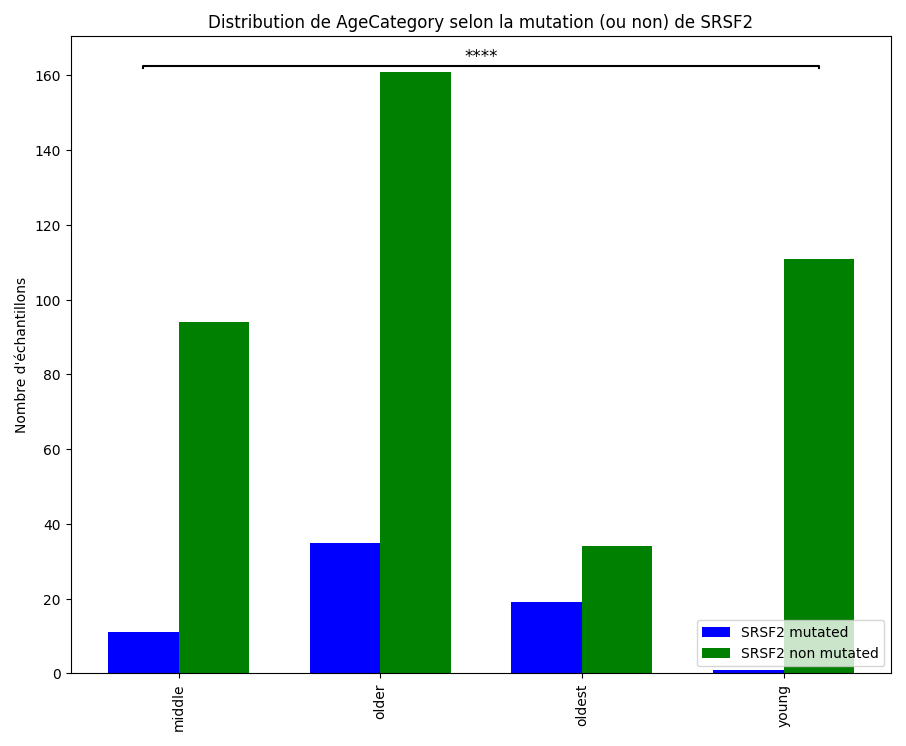 Distribution de AgeCategory selon la mutation (ou non) de SRSF2
****
160
140
120
100
80
60
40
20
0
Nombre d'échantillons
middle
older
oldest
young
SRSF2 mutated
SRSF2 non mutated